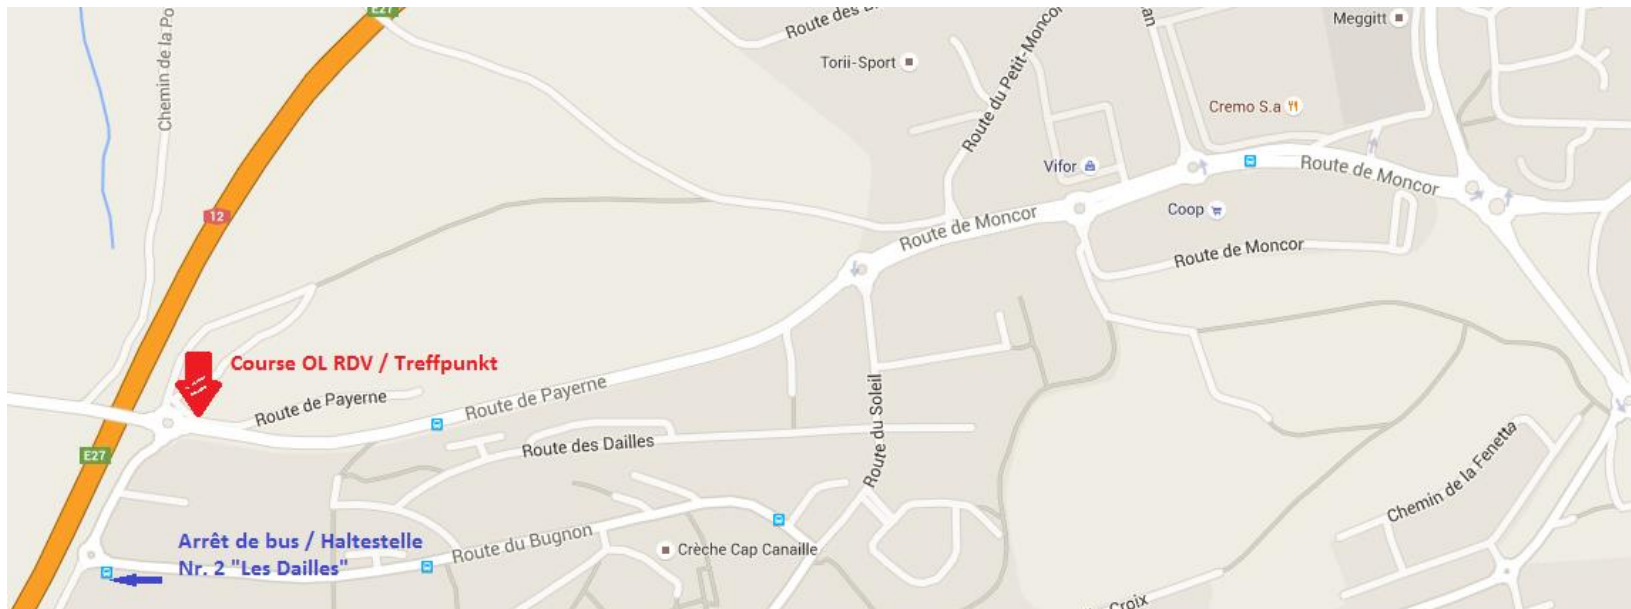 E27
Chemin de la Po
Route des
Torii-Sport
Route du Petit-Moncor
an
Meggitt
Cremo S.a
Vifor
Route de Moncor
Coop
Route de Moncor
Route de Moncor
12
Course OL RDV / Treffpunkt
Route de Payerne
Route de Payerne
Route du Soleil
Route des Dailles
E27
Chemin de la Fenetta
Arrêt de bus / Haltestelle
Nr. 2 "Les Dailles"
Route du Bugnon
Crèche Cap Canaille
Croix